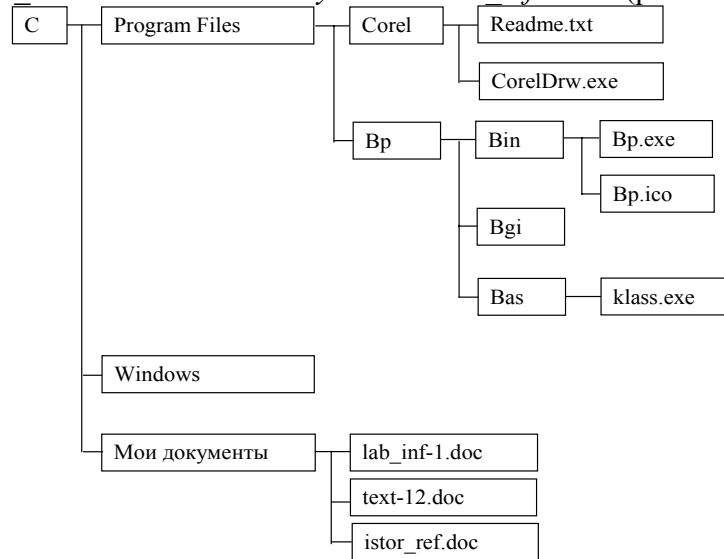 C
Program Files
Corel
Readme.txt
CorelDrw.exe
Bp
Bin
Bp.exe
Bp.ico
Bgi
Bas
klass.exe
Windows
Мои документы
lab_inf-1.doc
text-12.doc
istor_ref.doc